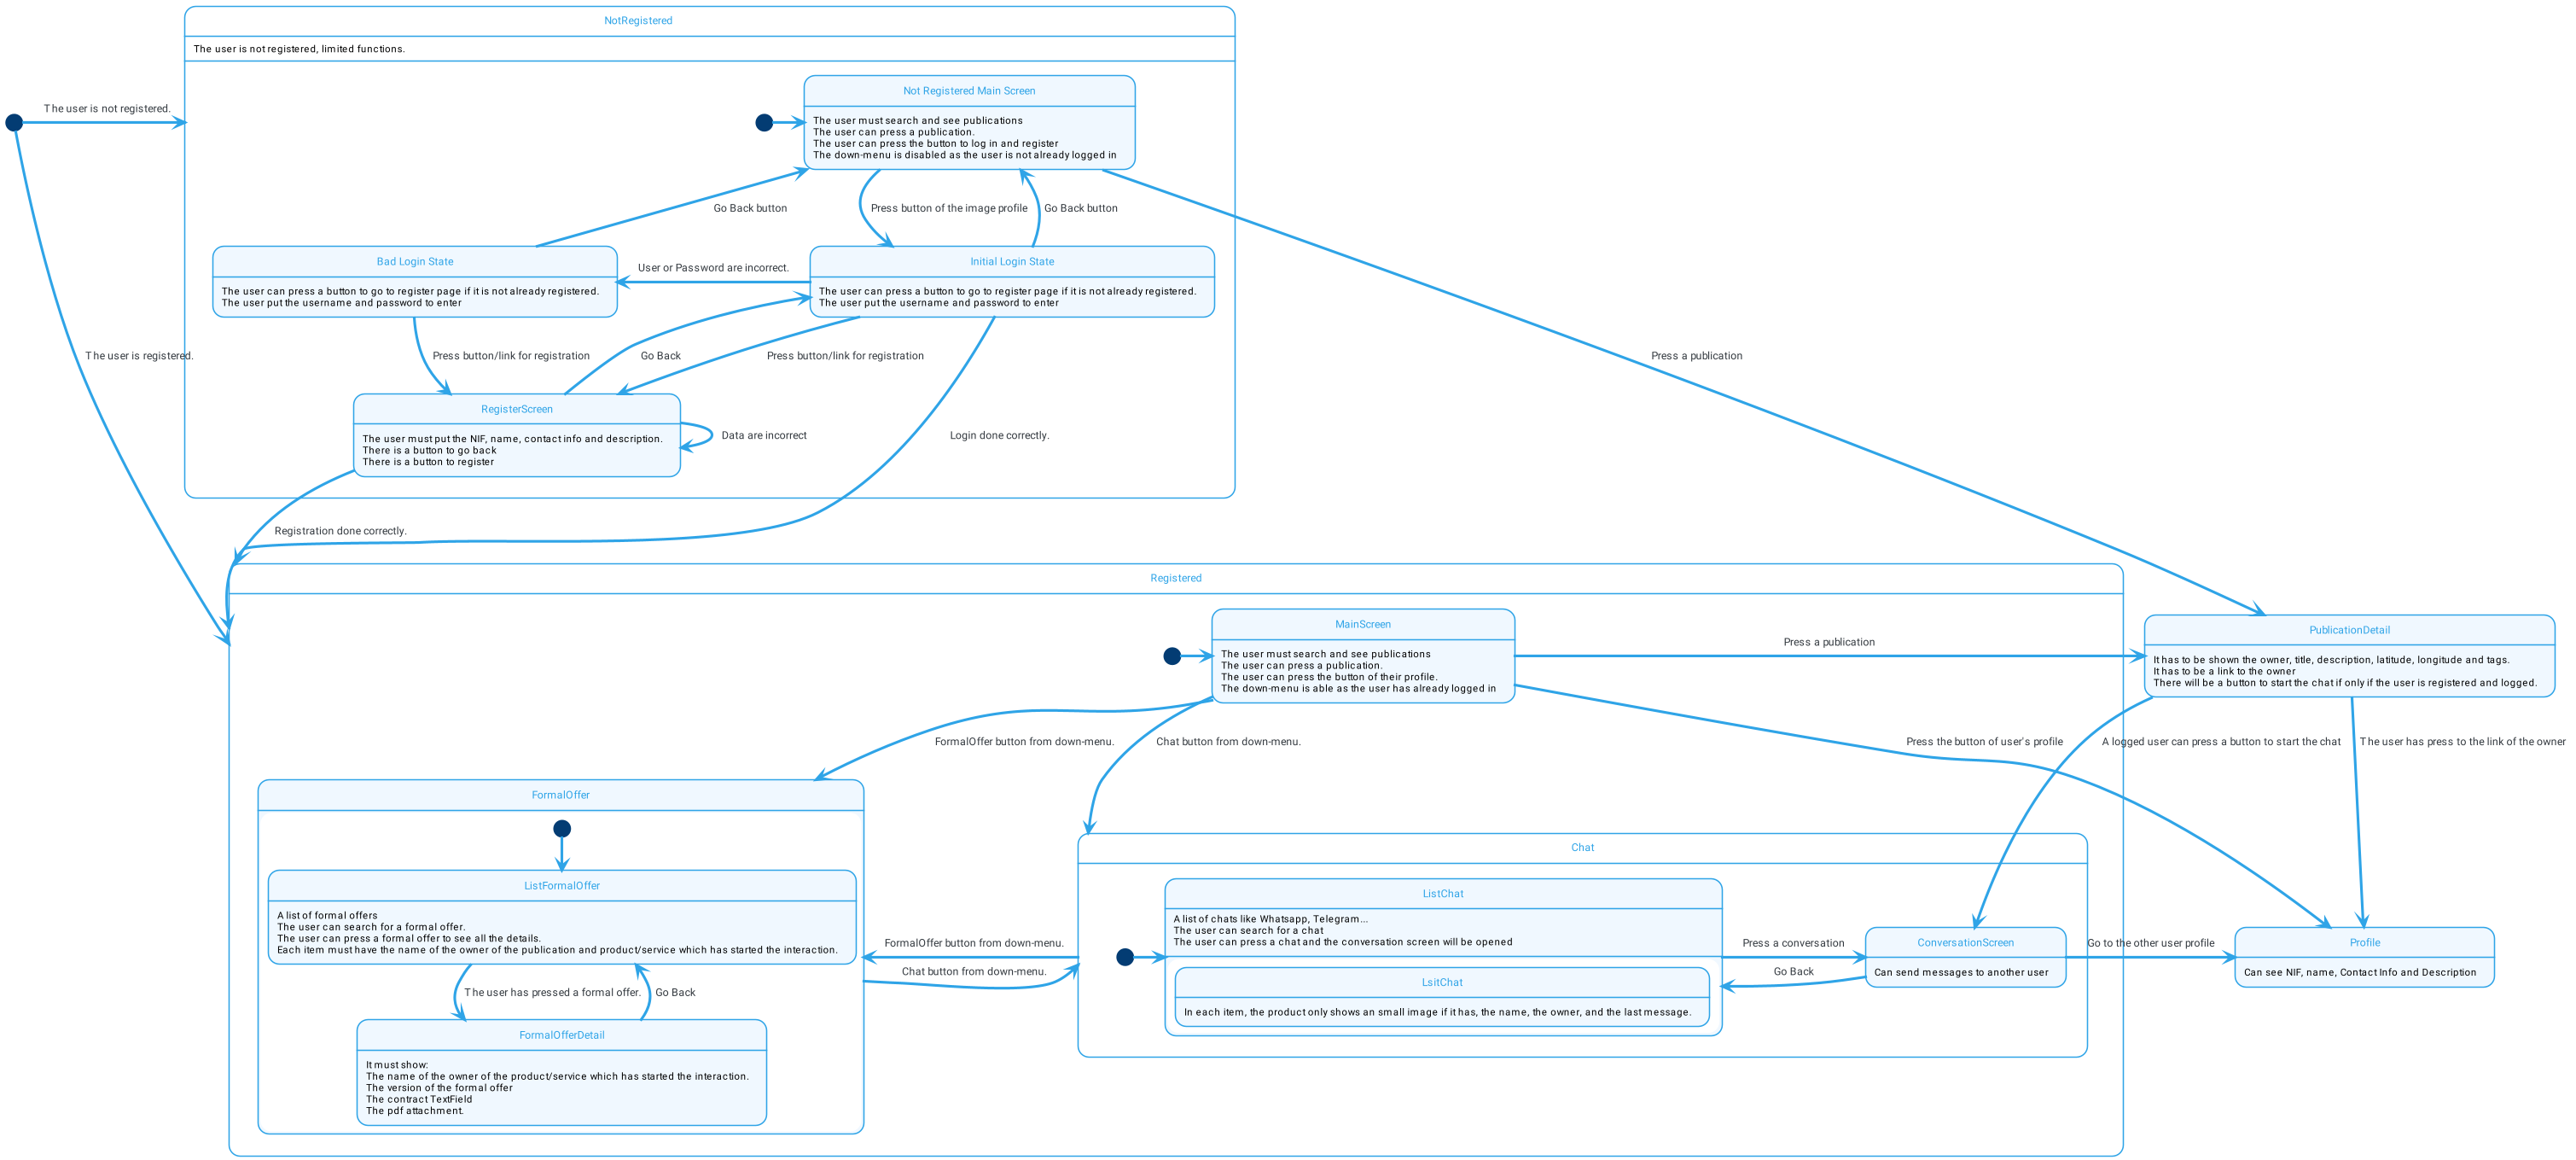 NotRegistered
The user is not registered, limited functions.
The user is not registered.
Not Registered Main Screen
The user must search and see publications
The user can press a publication.
The user can press the button to log in and register
The down-menu is disabled as the user is not already logged in
Go Back button
Press button of the image profile
Go Back button
Bad Login State
The user can press a button to go to register page if it is not already registered.
The user put the username and password to enter
User or Password are incorrect.
Initial Login State
The user can press a button to go to register page if it is not already registered.
The user put the username and password to enter
The user is registered.
Press button/link for registration
Go Back
Press button/link for registration
Press a publication
RegisterScreen
The user must put the NIF, name, contact info and description.
There is a button to go back
There is a button to register
Data are incorrect
Login done correctly.
Registration done correctly.
Registered
MainScreen
The user must search and see publications
The user can press a publication.
The user can press the button of their profile.
The down-menu is able as the user has already logged in
Press a publication
PublicationDetail
It has to be shown the owner, title, description, latitude, longitude and tags.
It has to be a link to the owner
There will be a button to start the chat if only if the user is registered and logged.
FormalOffer button from down-menu.
Chat button from down-menu.
Press the button of user's profile
A logged user can press a button to start the chat
The user has press to the link of the owner
FormalOffer
ListFormalOffer
A list of formal offers
The user can search for a formal offer.
The user can press a formal offer to see all the details.
Each item must have the name of the owner of the publication and product/service which has started the interaction.
The user has pressed a formal offer.
Go Back
FormalOfferDetail
It must show:
The name of the owner of the product/service which has started the interaction.
The version of the formal offer
The contract TextField
The pdf attachment.
FormalOffer button from down-menu.
Chat button from down-menu.
Chat
ListChat
A list of chats like Whatsapp, Telegram...
The user can search for a chat
The user can press a chat and the conversation screen will be opened
LsitChat
In each item, the product only shows an small image if it has, the name, the owner, and the last message.
Press a conversation
Go Back
ConversationScreen
Can send messages to another user
Go to the other user profile
Profile
Can see NIF, name, Contact Info and Description